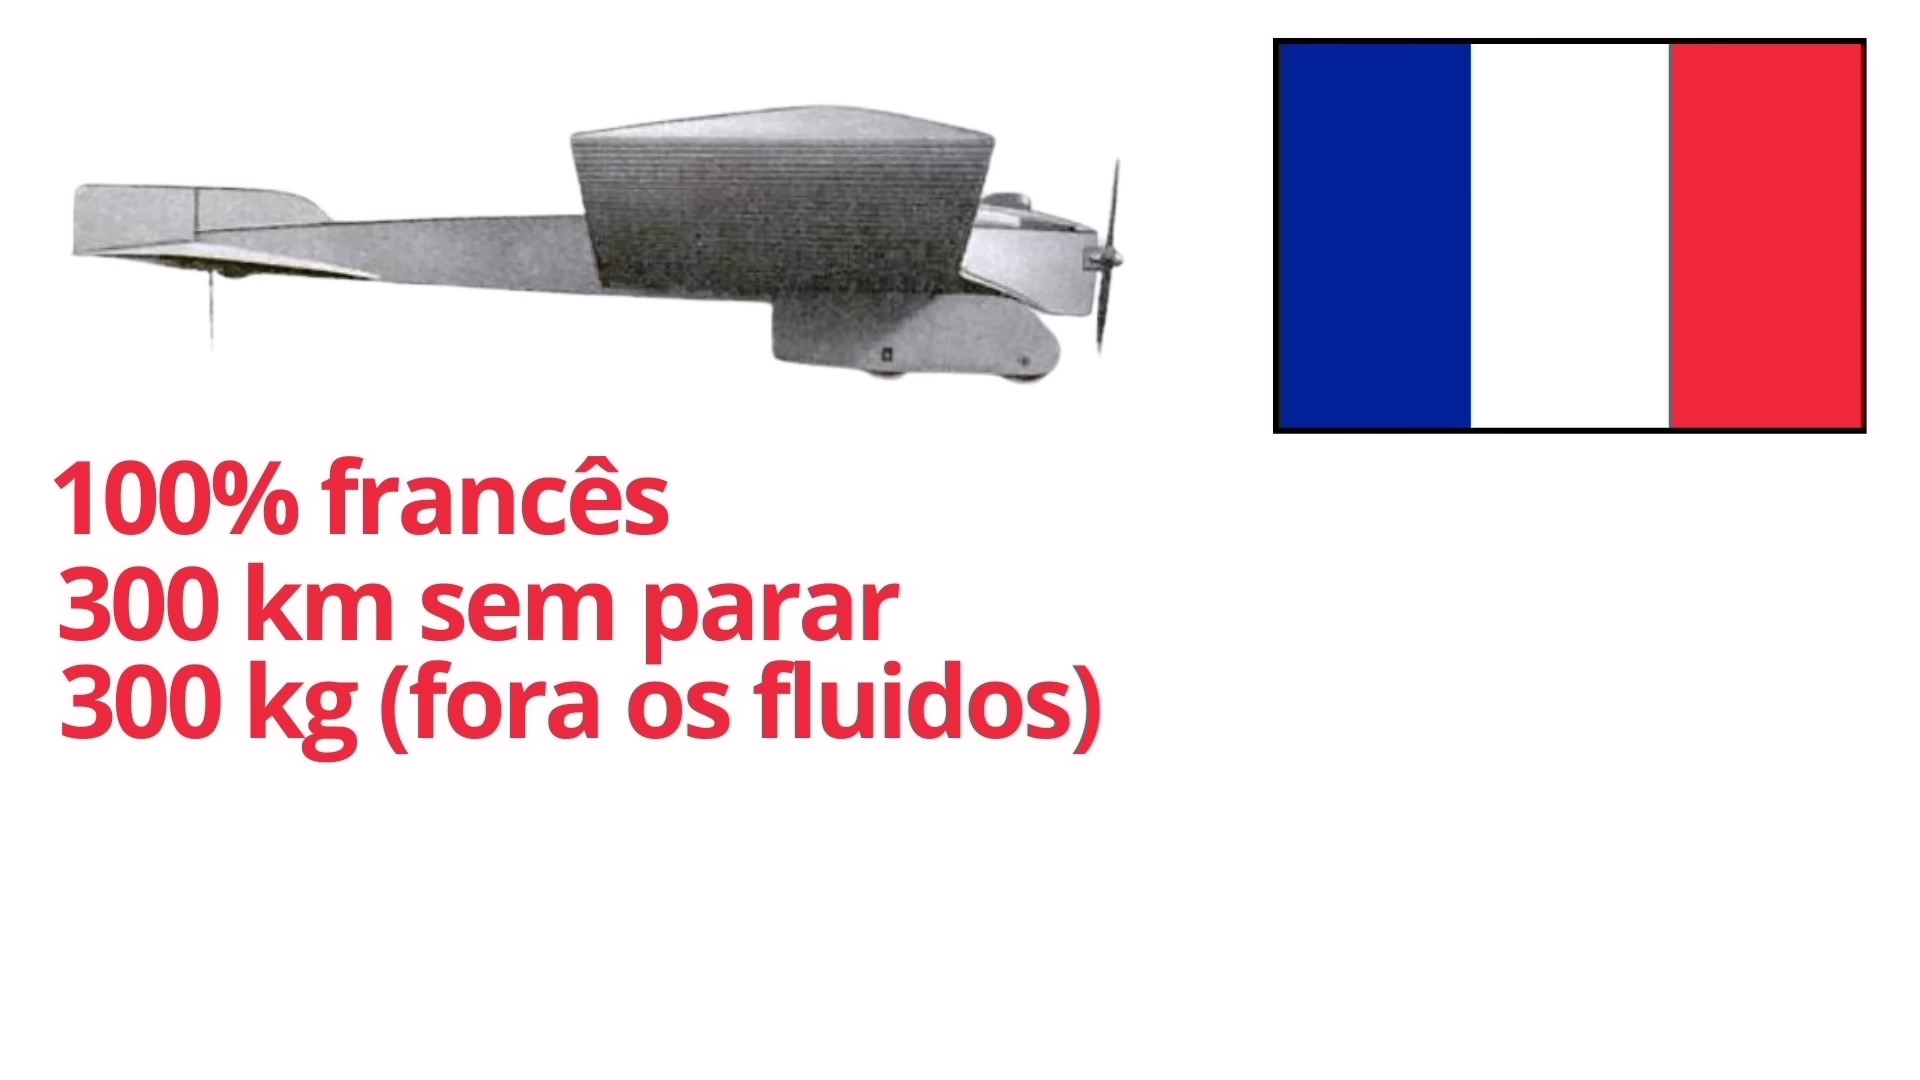 100% francês
300 km sem parar
300 kg (fora os fluidos)